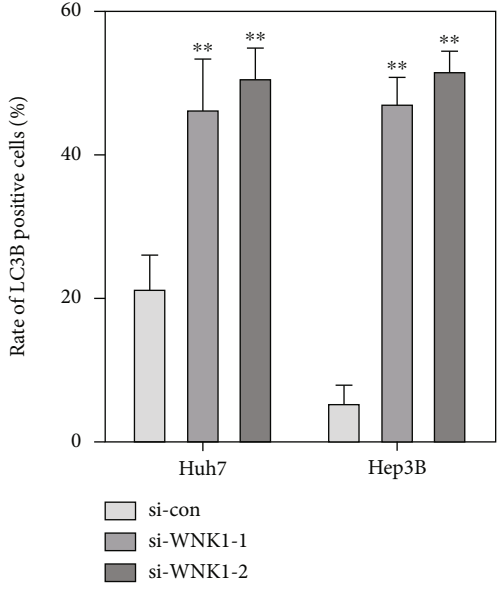 Rate of LC3B positive cells (%)
60
40
20
0
** ** ** **
Huh7 Hep3B
si-con
si-WNK1-1
si-WNK1-2